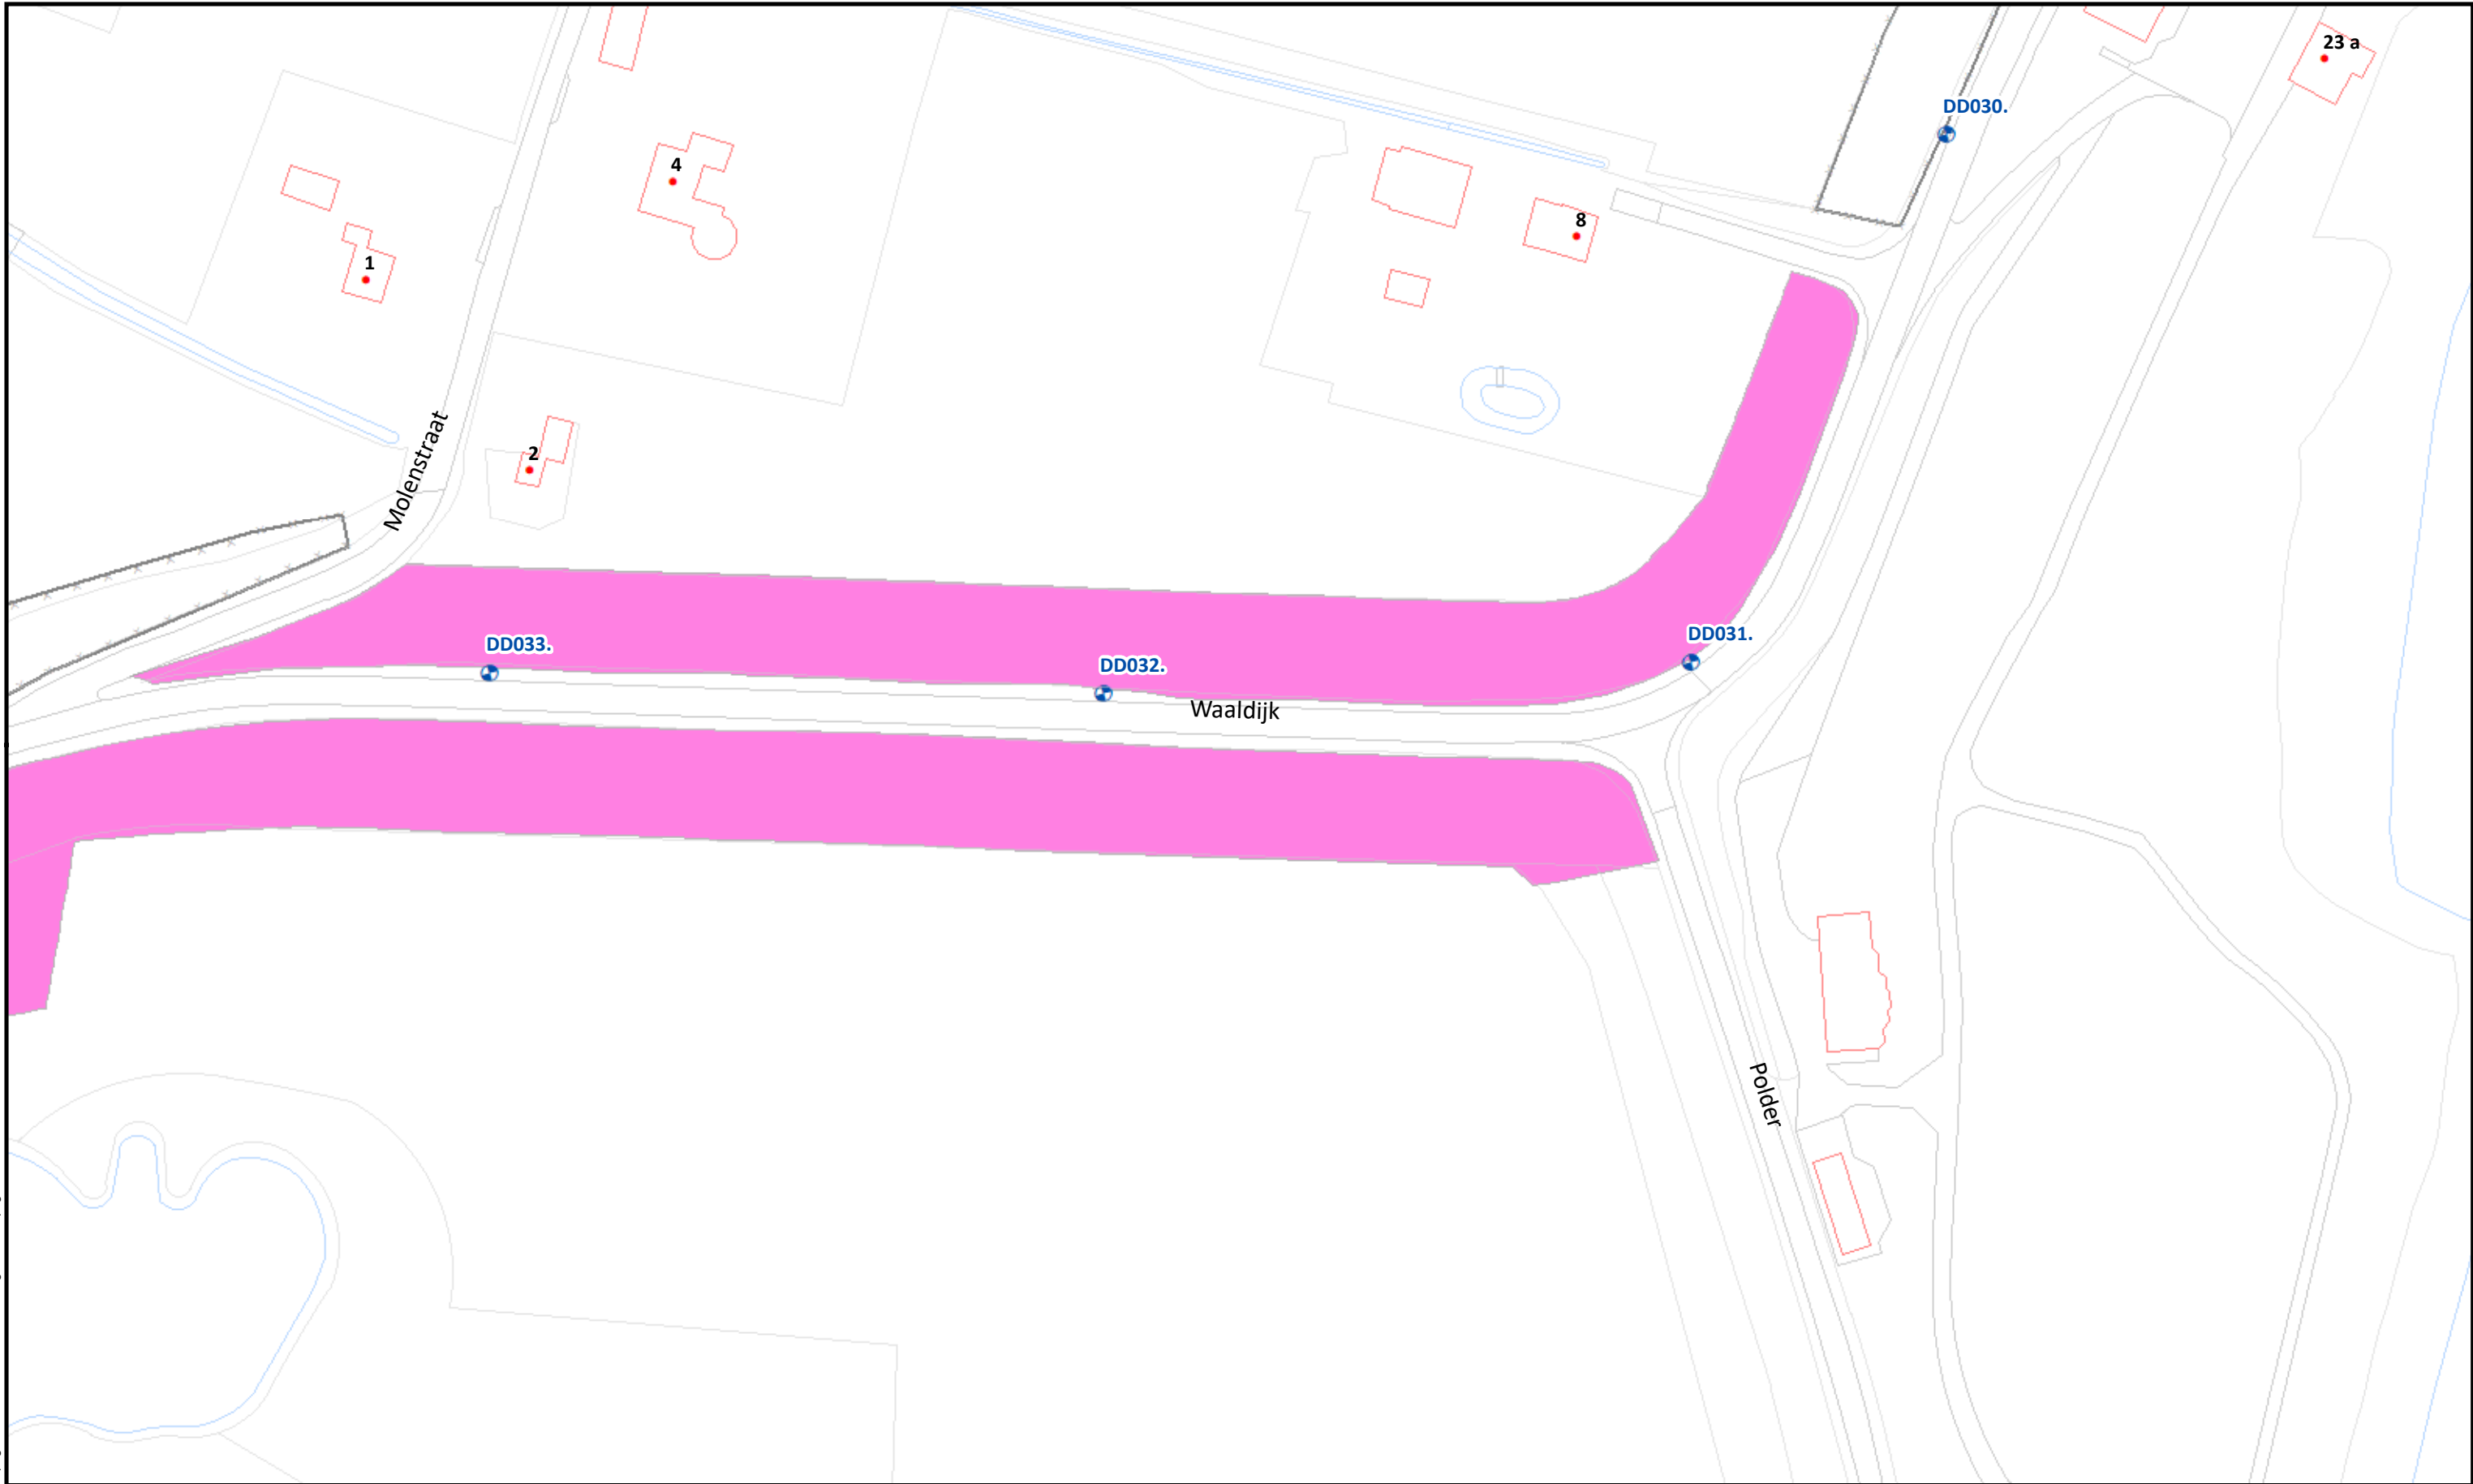 23 a
DD030.
4
8
1
Molenstraat
2
DD031.
DD033.
DD032.
Waaldijk
Polder